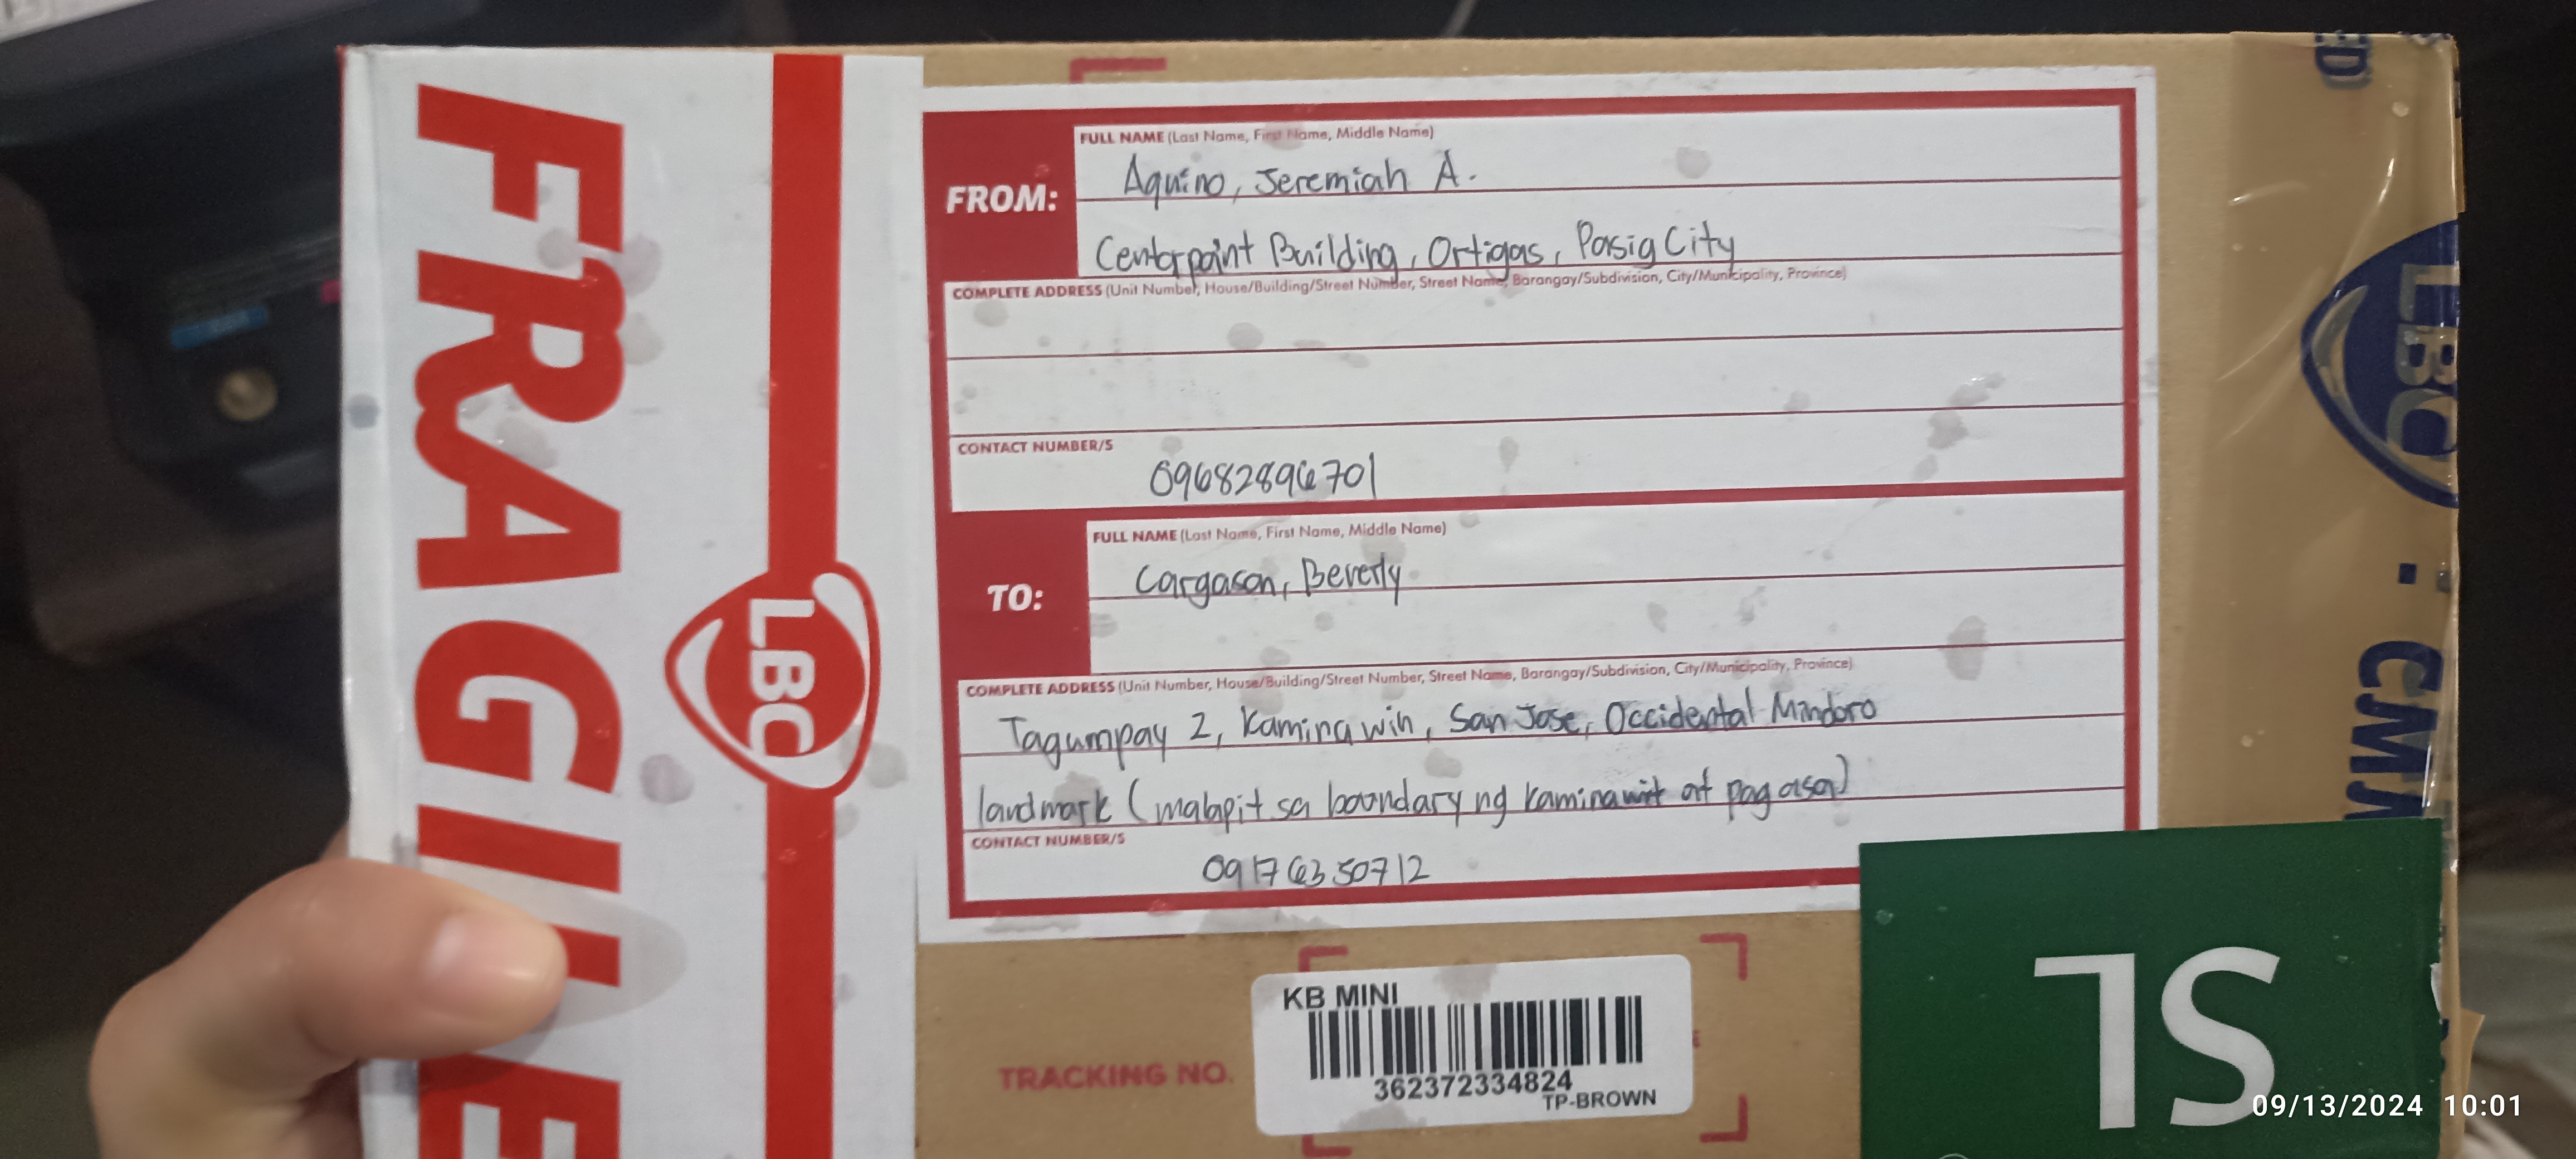 FRAGILE
LBC
FROM:
FULL NAME (Last Name, First Name, Middle Name)
Aquino, Jeremiah A.
Centerpoint Building, Ortigas, Pasig City
COMPLETE ADDRESS (Unit Number, House/Building/Street Number, Street Name, Barangay/Subdivision, City/Municipality, Province)
CONTACT NUMBER/S
09682896701
TO:
FULL NAME (Last Name, First Name, Middle Name)
Cargason, Beverly
COMPLETE ADDRESS (Unit Number, House/Building/Street Number, Street Name, Barangay/Subdivision, City/Municipality, Province)
Tagumpay 2, Kaminawih, San Jose, Occidental Mindoro
landmark (malapit sa boundary ng kaminawit at pag asa)
CONTACT NUMBER/S
09176350712
TRACKING NO.
KB MINI
362372334824
TP-BROWN
LBC
SL
09/13/2024 10:01